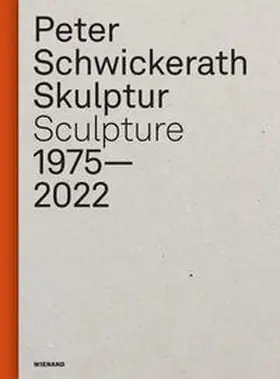 Peter
Schwickerath
Skulptur
Sculpture
1975—
2022
WIENAND